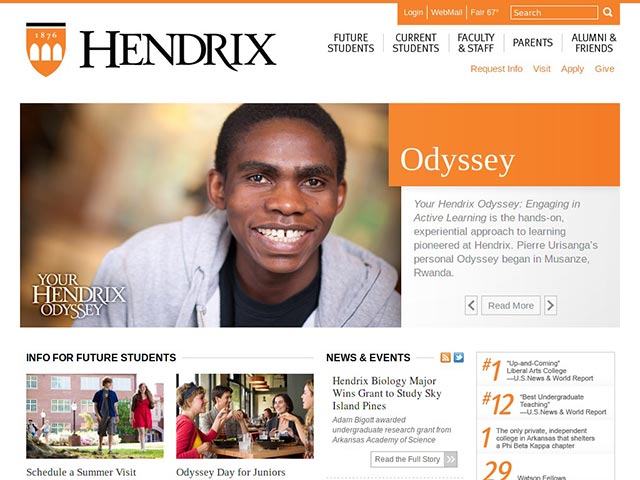 Login | WebMail | Fair 67° Search
1876
HENDRIX
FUTURE STUDENTS
CURRENT STUDENTS
FACULTY & STAFF
PARENTS
ALUMNI & FRIENDS
Request Info Visit Apply Give
Odyssey
Your Hendrix Odyssey: Engaging in
Active Learning is the hands-on,
experiential approach to learning
pioneered at Hendrix. Pierre Urisanga's
personal Odyssey began in Musanze,
Rwanda.
< Read More >
YOUR
HENDRIX
ODYSSEY
INFO FOR FUTURE STUDENTS
Schedule a Summer Visit
Odyssey Day for Juniors
NEWS & EVENTS
Hendrix Biology Major
Wins Grant to Study Sky
Island Pines
Adam Bigott awarded
undergraduate research grant from
Arkansas Academy of Science
Read the Full Story >>
#1 "Up-and-Coming"
Liberal Arts College
—U.S.News & World Report
#12 "Best Undergraduate
Teaching"
—U.S.News & World Report
1 The only private, independent
college in Arkansas that shelters
a Phi Beta Kappa chapter
29 Watson Fellows